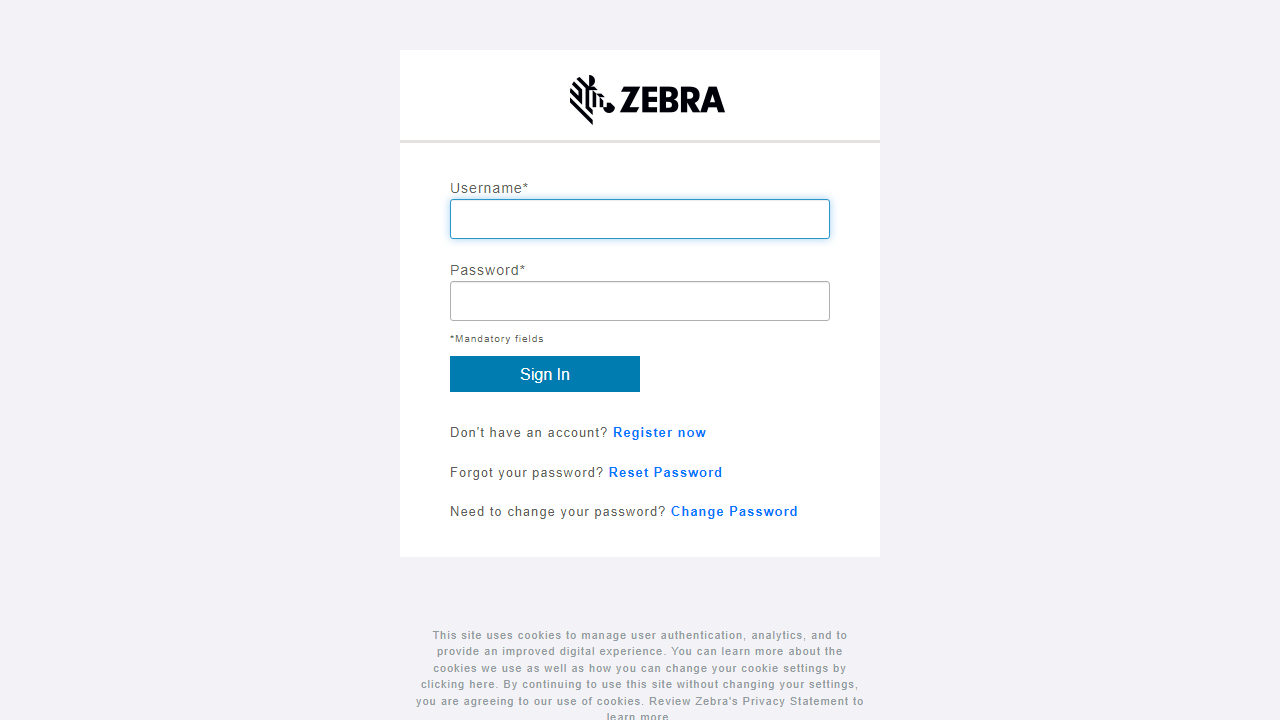 ZEBRA
Username*
Password*
*Mandatory fields
Sign In
Don't have an account? Register now
Forgot your password? Reset Password
Need to change your password? Change Password
This site uses cookies to manage user authentication, analytics, and to
provide an improved digital experience. You can learn more about the
cookies we use as well as how you can change your cookie settings by
clicking here. By continuing to use this site without changing your settings,
you are agreeing to our use of cookies. Review Zebra's Privacy Statement to
learn more